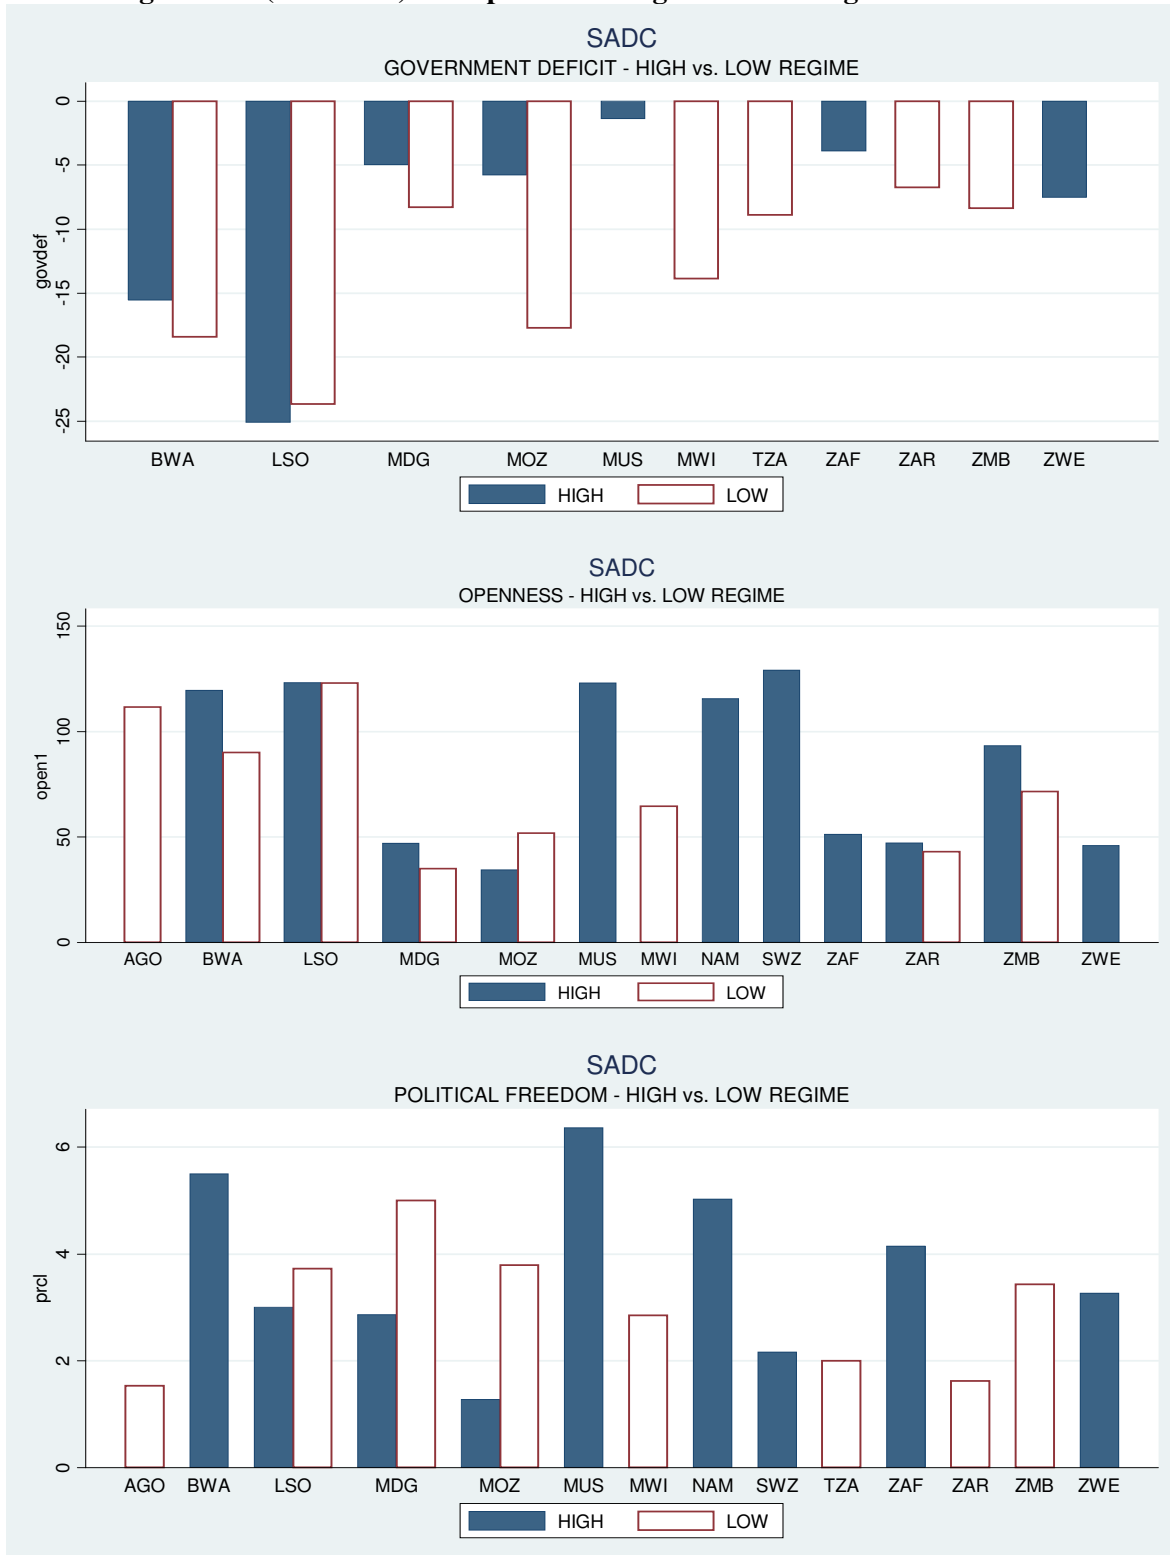 SADC
GOVERNMENT DEFICIT - HIGH vs. LOW REGIME
govdef
0
-5
-10
-15
-20
-25
BWA LSO MDG MOZ MUS MWI TZA ZAF ZAR ZMB ZWE
HIGH LOW
SADC
OPENNESS - HIGH vs. LOW REGIME
open1
150
100
50
0
AGO BWA LSO MDG MOZ MUS MWI NAM SWZ ZAF ZAR ZMB ZWE
HIGH LOW
SADC
POLITICAL FREEDOM - HIGH vs. LOW REGIME
prcl
6
4
2
0
AGO BWA LSO MDG MOZ MUS MWI NAM SWZ TZA ZAF ZAR ZMB ZWE
HIGH LOW